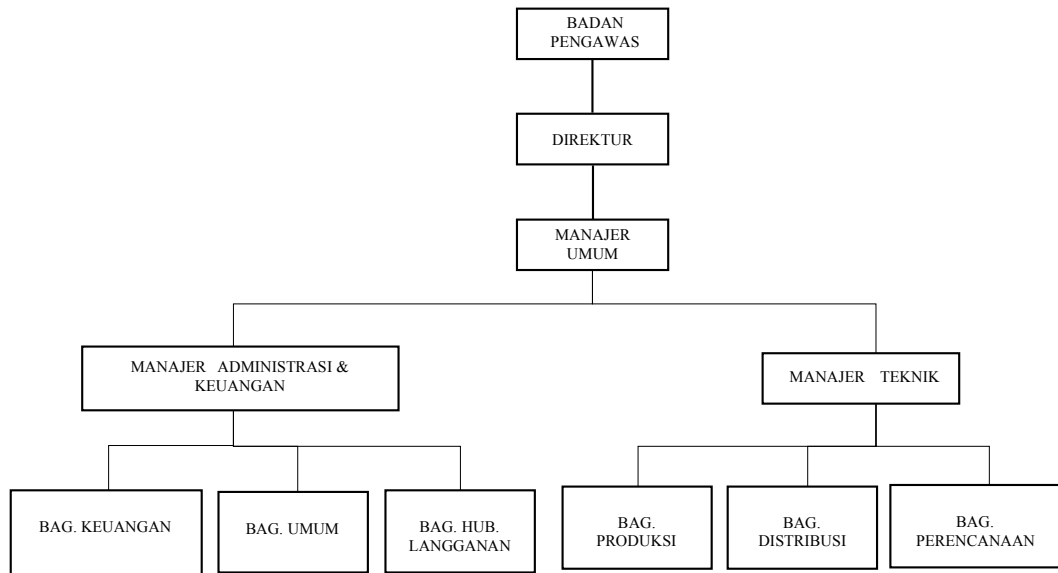 BADAN
PENGAWAS
DIREKTUR
MANAJER
UMUM
MANAJER ADMINISTRASI &
KEUANGAN
MANAJER TEKNIK
BAG. KEUANGAN
BAG. UMUM
BAG. HUB.
LANGGANAN
BAG.
PRODUKSI
BAG.
DISTRIBUSI
BAG.
PERENCANAAN